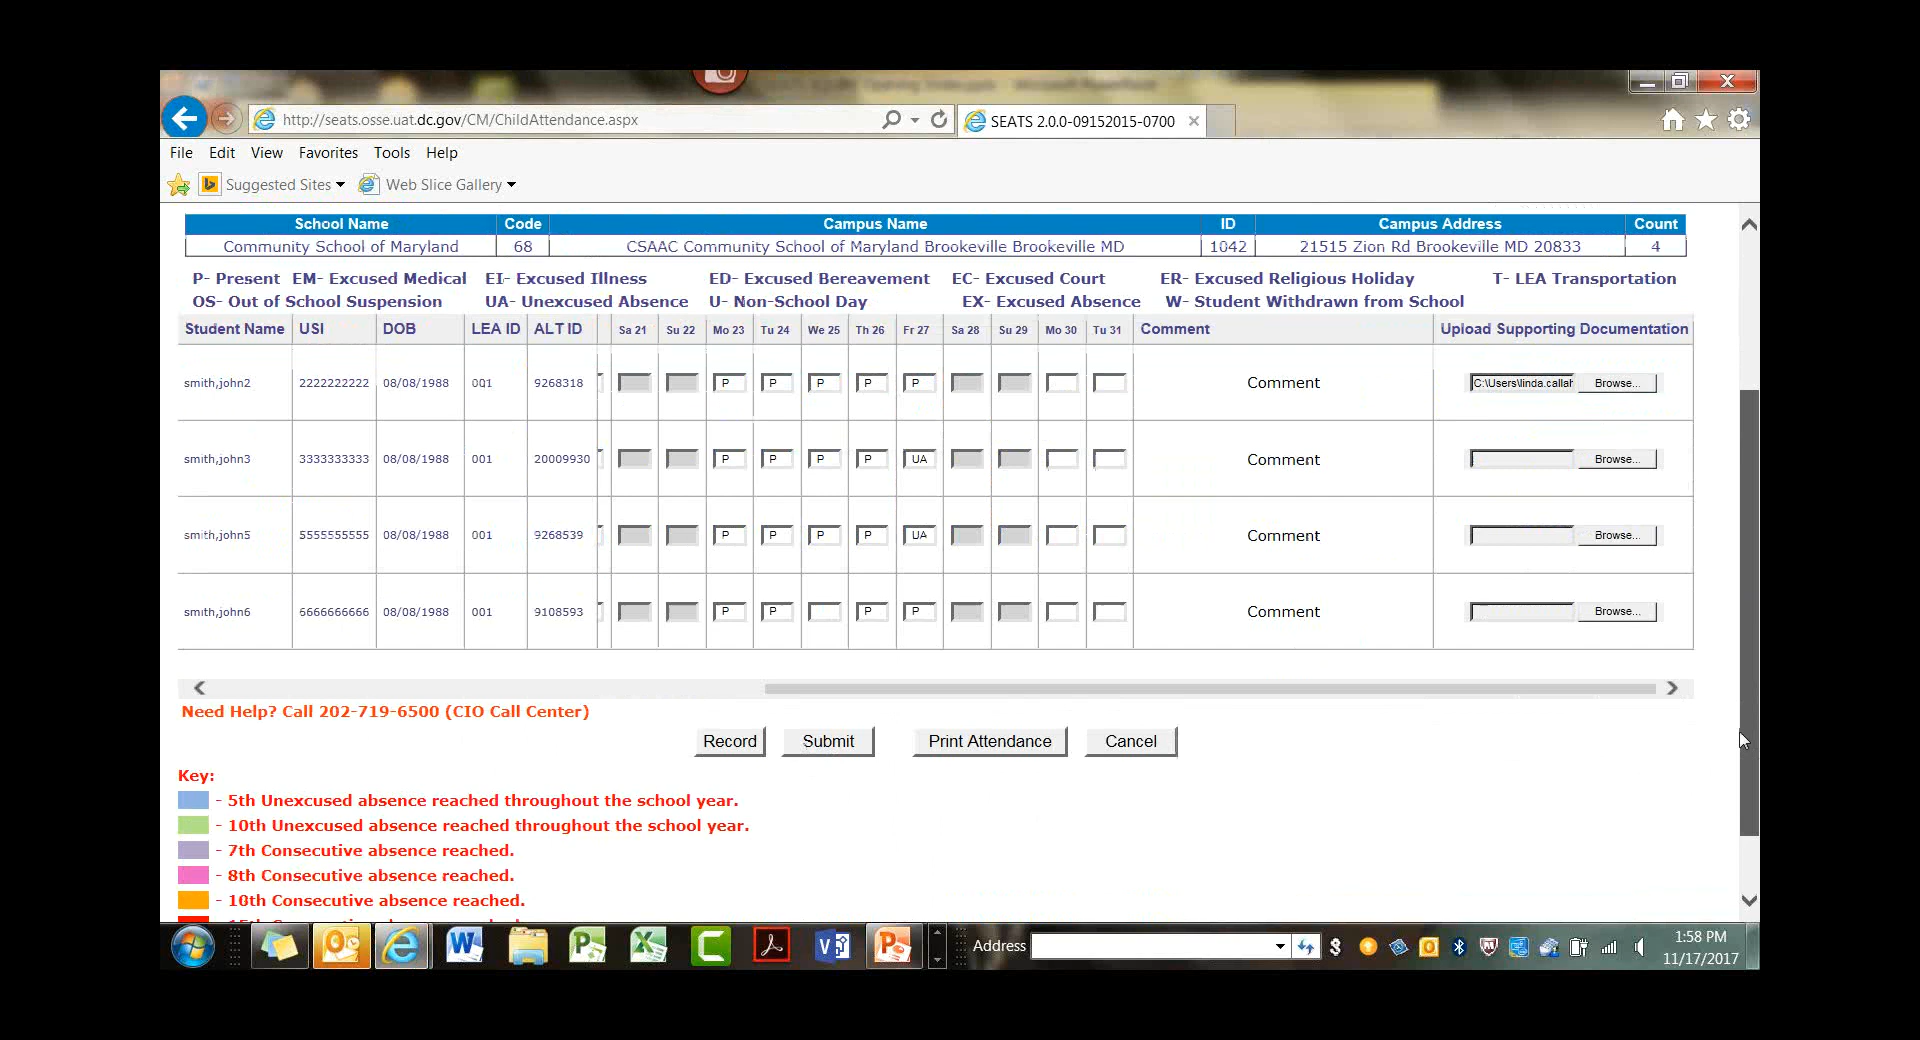 http://seats.osse.uat.dc.gov/CM/ChildAttendance.aspx SEATS 2.0.0-09152015-0700
File Edit View Favorites Tools Help
Suggested Sites Web Slice Gallery
School Name Code Campus Name ID Campus Address Count
Community School of Maryland 68 CSAAC Community School of Maryland Brookeville Brookeville MD 1042 21515 Zion Rd Brookeville MD 20833 4
P- Present EM- Excused Medical EI- Excused Illness ED- Excused Bereavement EC- Excused Court ER- Excused Religious Holiday T- LEA Transportation
OS- Out of School Suspension UA- Unexcused Absence U- Non-School Day EX- Excused Absence W- Student Withdrawn from School
Student Name USI DOB LEA ID ALT ID Sa 21 Su 22 Mo 23 Tu 24 We 25 Th 26 Fr 27 Sa 28 Su 29 Mo 30 Tu 31 Comment Upload Supporting Documentation
smith,john2 2222222222 08/08/1988 001 9268318 P P P P P Comment C:\Users\linda.callah Browse...
smith,john3 3333333333 08/08/1988 001 20009930 P P P P UA Comment Browse...
smith,john5 5555555555 08/08/1988 001 9268539 P P P P UA Comment Browse...
smith,john6 6666666666 08/08/1988 001 9108593 P P P P Comment Browse...
Need Help? Call 202-719-6500 (CIO Call Center)
Record Submit Print Attendance Cancel
Key:
- 5th Unexcused absence reached throughout the school year.
- 10th Unexcused absence reached throughout the school year.
- 7th Consecutive absence reached.
- 8th Consecutive absence reached.
- 10th Consecutive absence reached.
Address
1:58 PM
11/17/2017